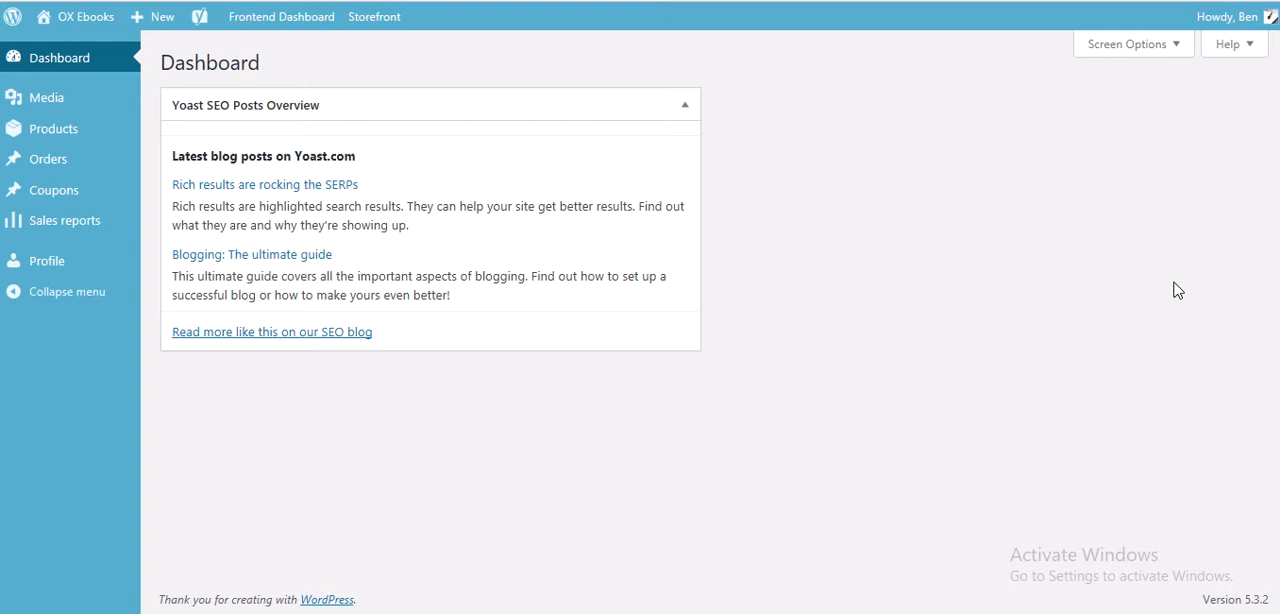 OX Ebooks New Frontend Dashboard Storefront Howdy, Ben
Screen Options Help
Dashboard
Media
Products
Orders
Coupons
Sales reports
Profile
Collapse menu
Dashboard
Yoast SEO Posts Overview
Latest blog posts on Yoast.com
Rich results are rocking the SERPs
Rich results are highlighted search results. They can help your site get better results. Find out
what they are and why they're showing up.
Blogging: The ultimate guide
This ultimate guide covers all the important aspects of blogging. Find out how to set up a
successful blog or how to make yours even better!
Read more like this on our SEO blog
Activate Windows
Go to Settings to activate Windows.
Thank you for creating with WordPress.
Version 5.3.2